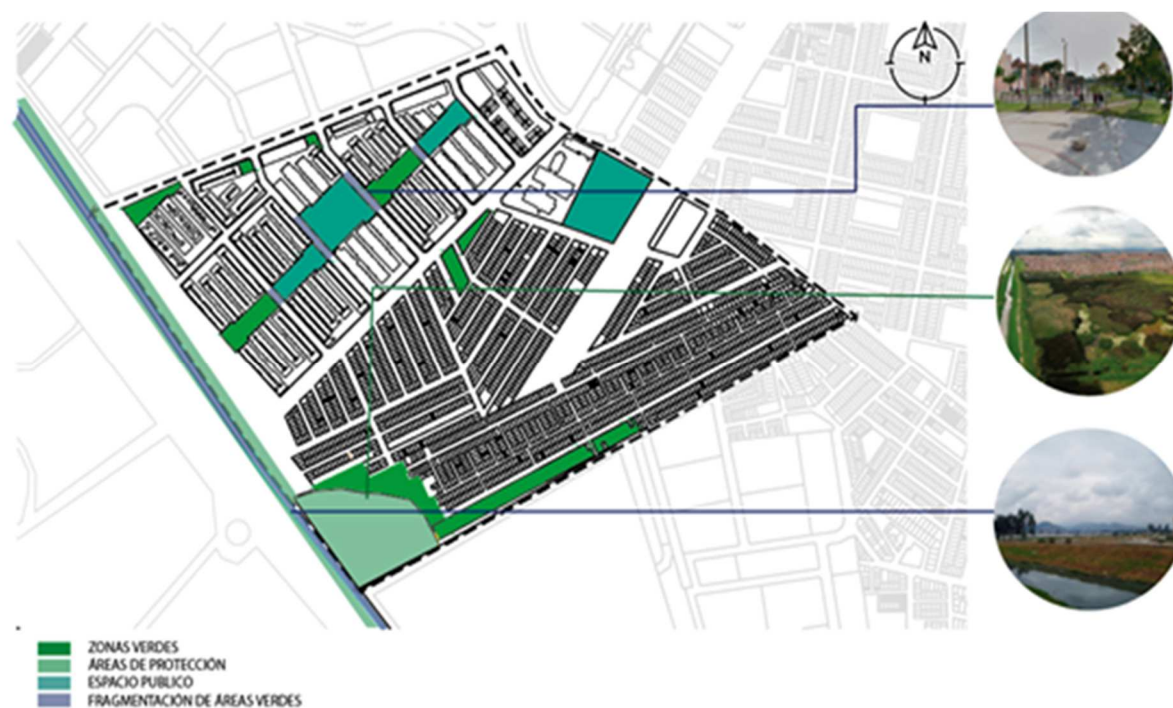 N
ZONAS VERDES
ÁREAS DE PROTECCIÓN
ESPACIO PUBLICO
FRAGMENTACIÓN DE ÁREAS VERDES